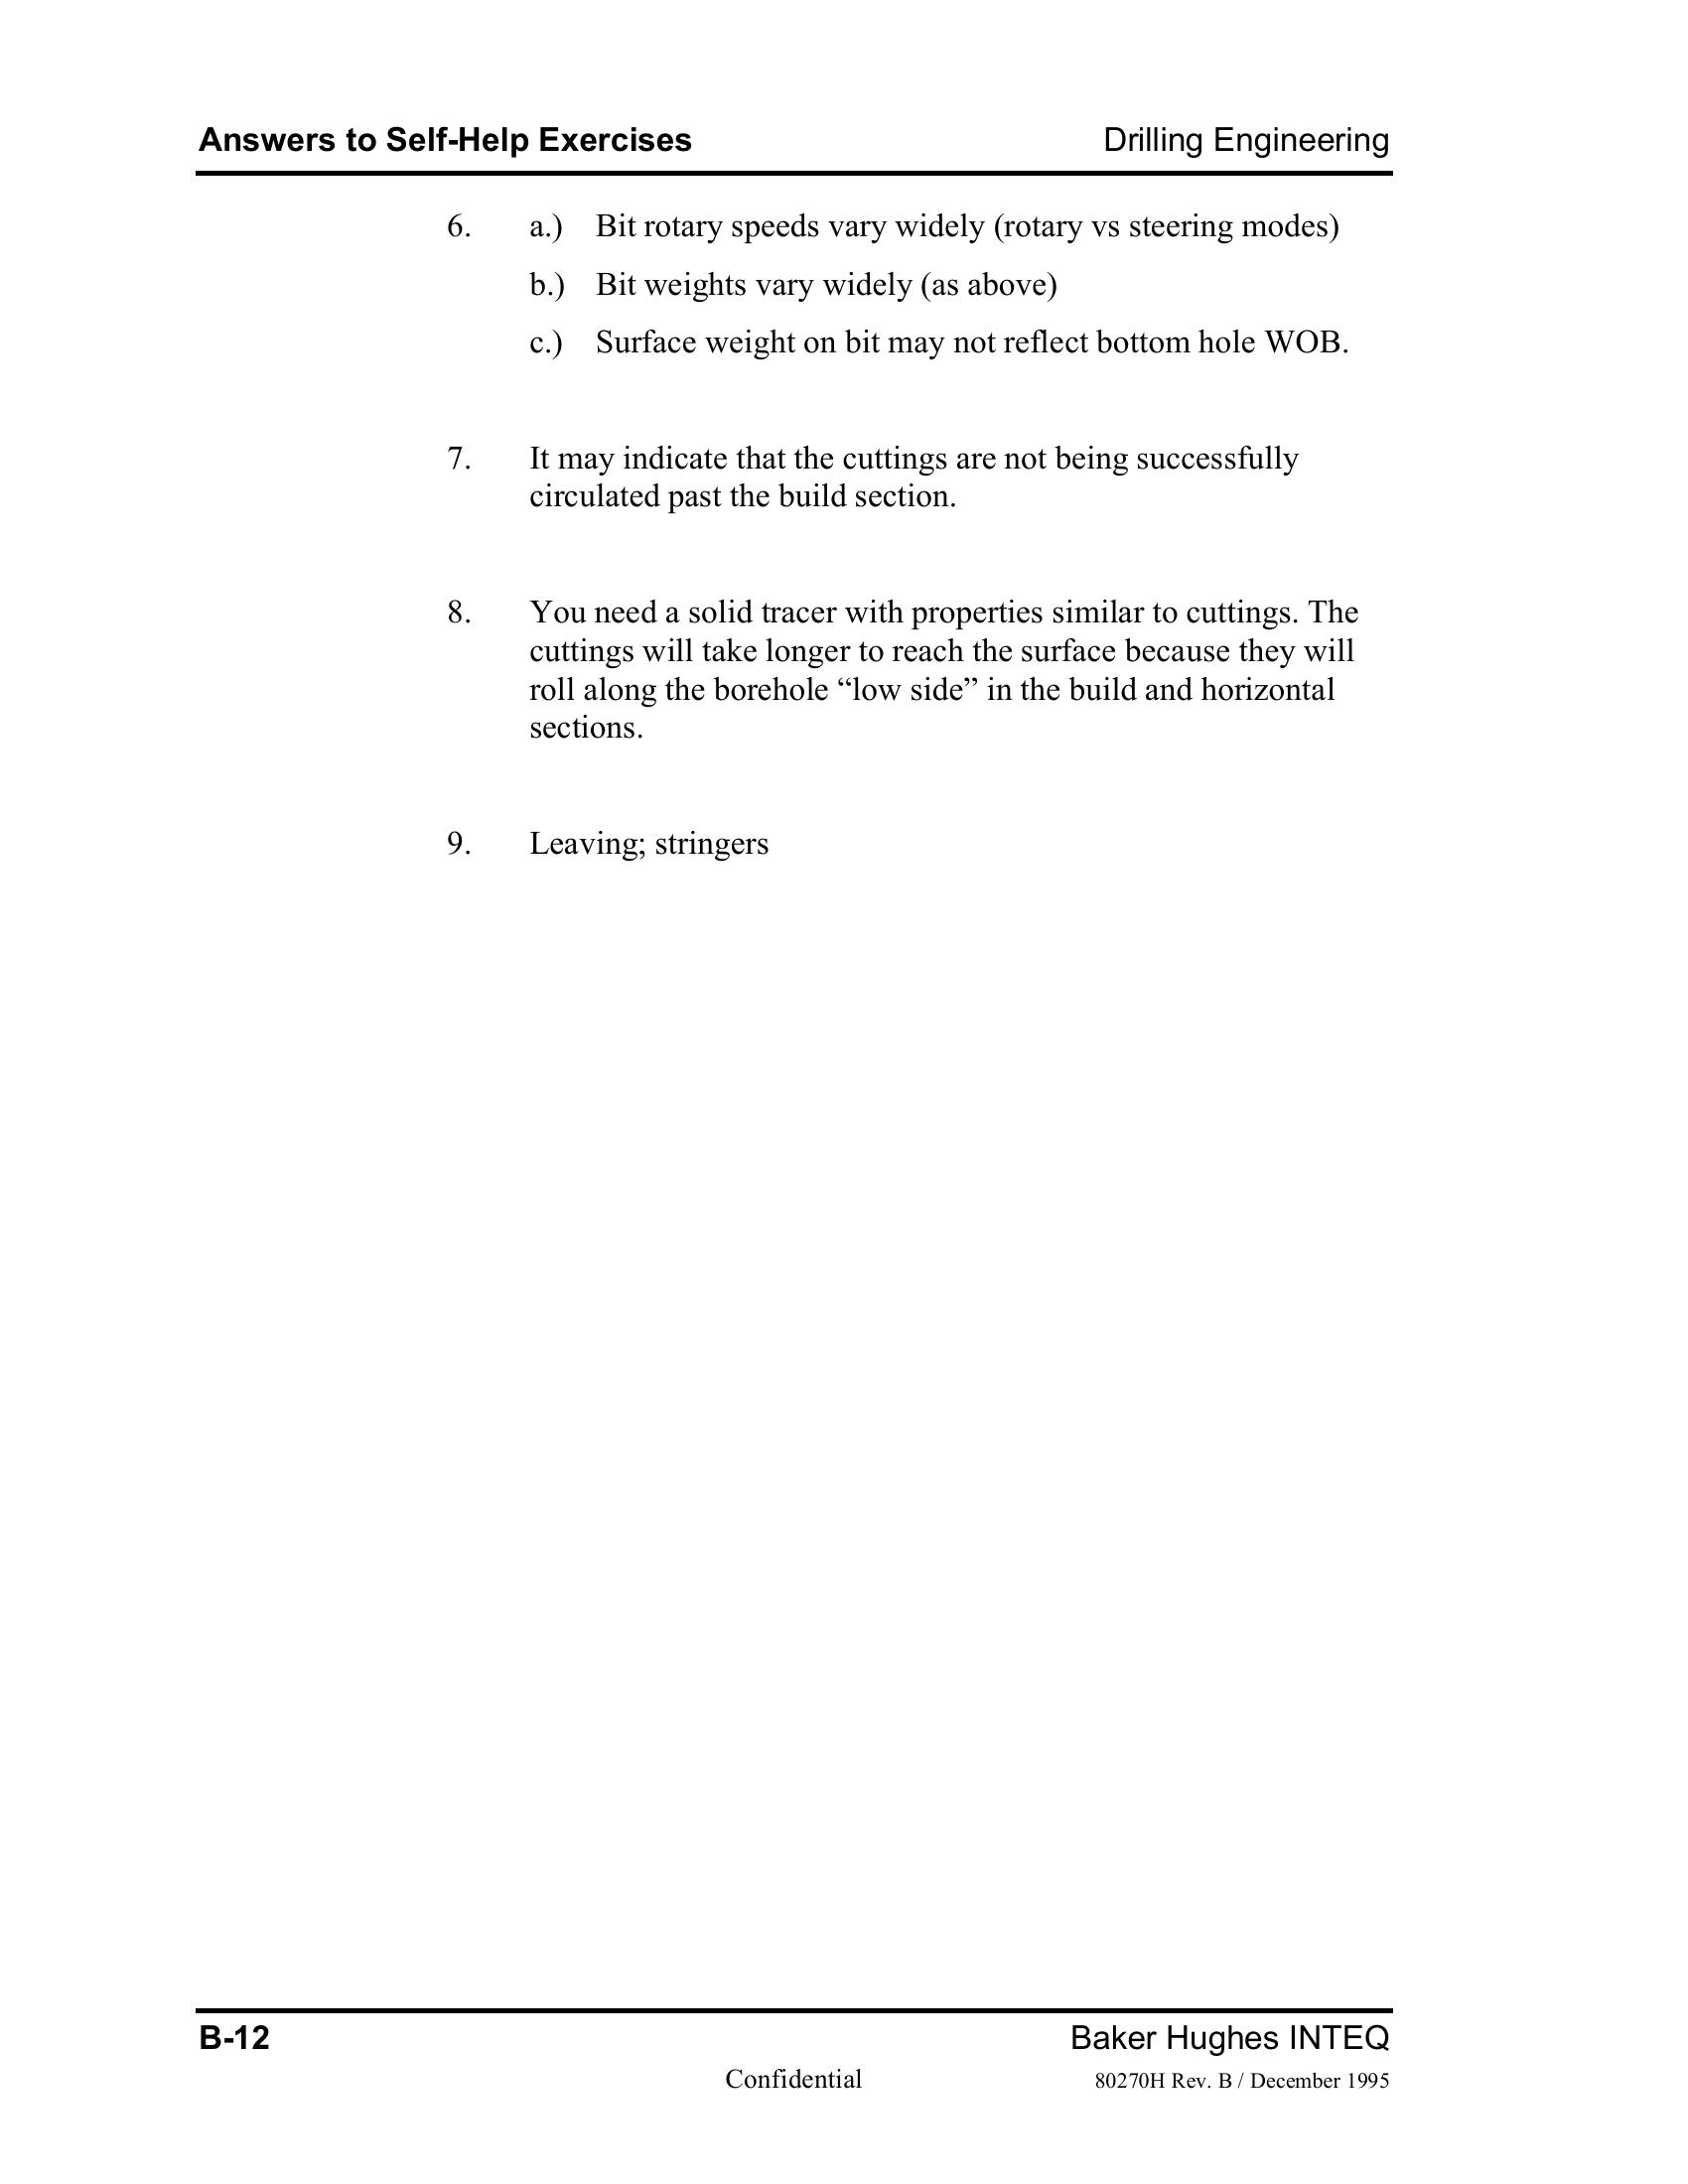 Answers to Self-Help Exercises Drilling Engineering
6. a.) Bit rotary speeds vary widely (rotary vs steering modes)
b.) Bit weights vary widely (as above)
c.) Surface weight on bit may not reflect bottom hole WOB.
7. It may indicate that the cuttings are not being successfully
circulated past the build section.
8. You need a solid tracer with properties similar to cuttings. The
cuttings will take longer to reach the surface because they will
roll along the borehole “low side” in the build and horizontal
sections.
9. Leaving; stringers
B-12 Baker Hughes INTEQ
Confidential 80270H Rev. B / December 1995